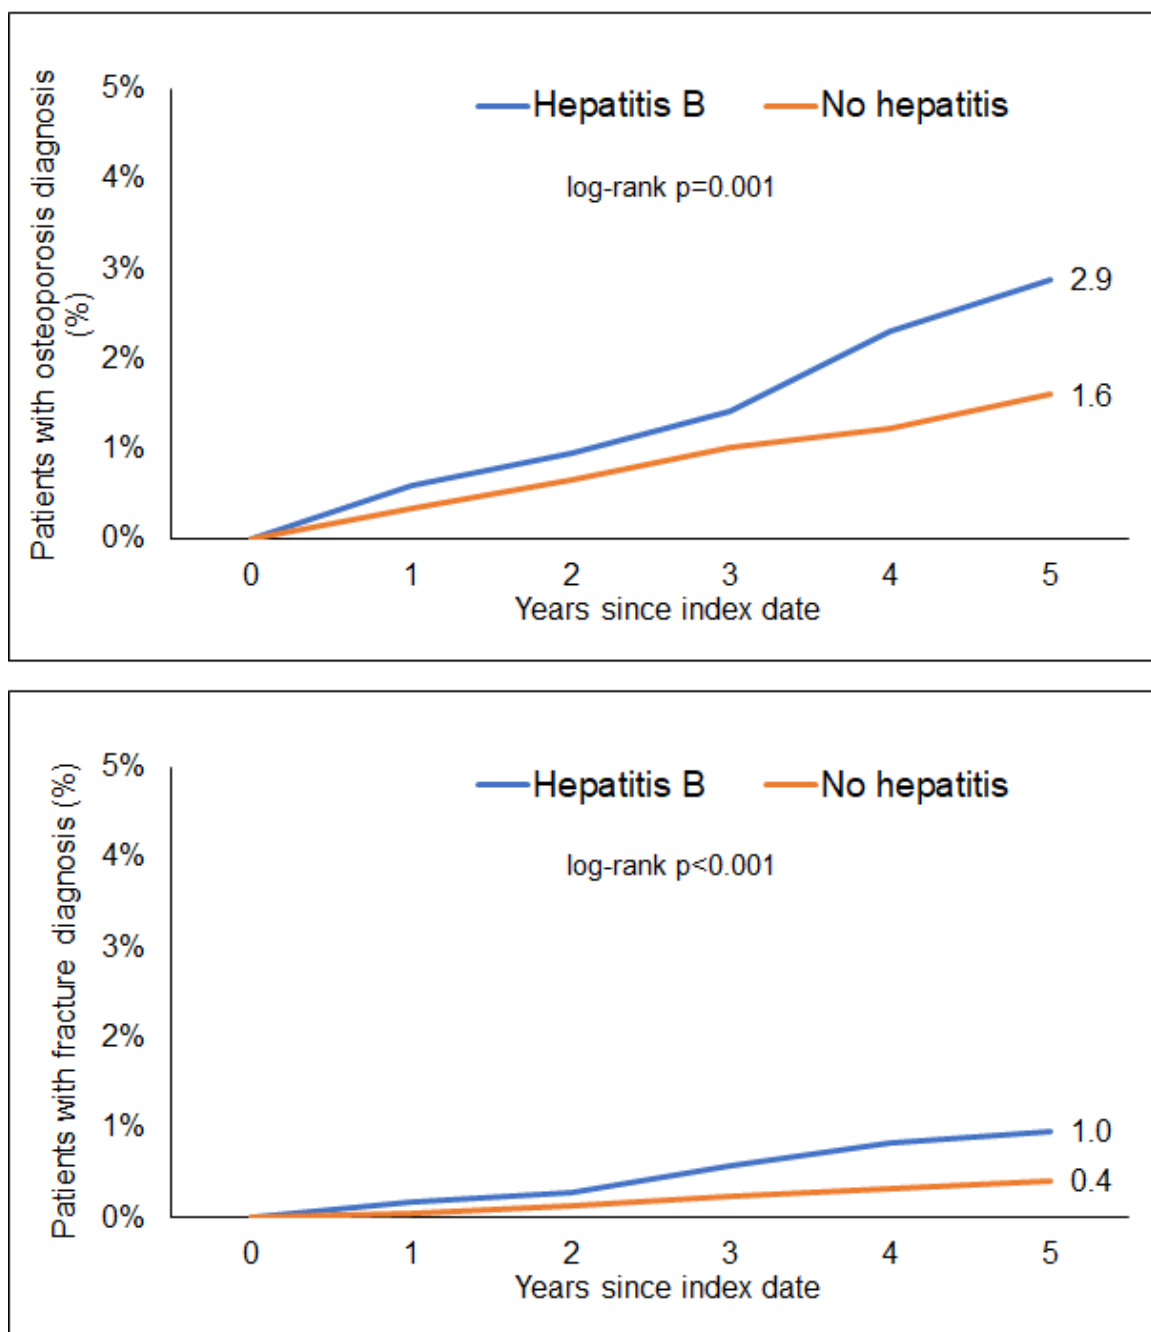 Patients with osteoporosis diagnosis
(%)
5%
4%
3%
2%
1%
0%
Hepatitis B
No hepatitis
log-rank p=0.001
2.9
1.6
0 1 2 3 4 5
Years since index date
Patients with fracture diagnosis (%)
5%
4%
3%
2%
1%
0%
Hepatitis B
No hepatitis
log-rank p<0.001
1.0
0.4
0 1 2 3 4 5
Years since index date